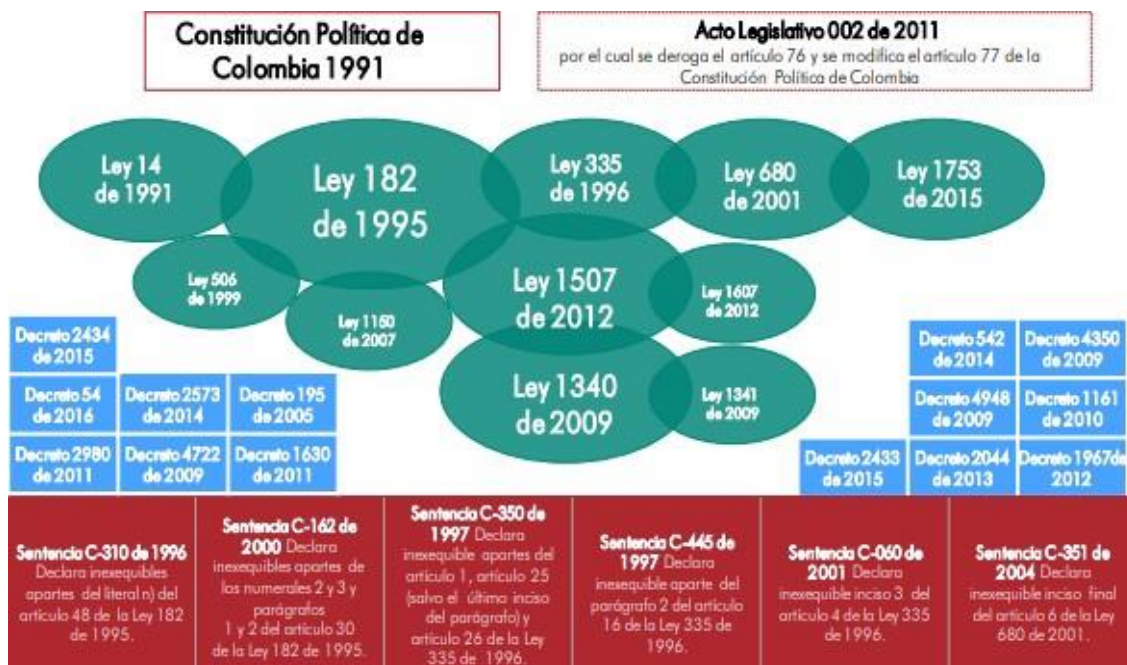 Constitución Política de
Colombia 1991
Acto Legislativo 002 de 2011
por el cual se deroga el artículo 76 y se modifica el artículo 77 de la
Constitución Política de Colombia
Ley 14
de 1991
Ley 182
de 1995
Ley 335
de 1996
Ley 680
de 2001
Ley 1753
de 2015
Ley 506
de 1999
Ley 1150
de 2007
Ley 1507
de 2012
Ley 1607
de 2012
Ley 1340
de 2009
Ley 1341
de 2009
Decreto 2434
de 2015
Decreto 54
de 2016
Decreto 2573
de 2014
Decreto 195
de 2005
Decreto 2980
de 2011
Decreto 4722
de 2009
Decreto 1630
de 2011
Decreto 542
de 2014
Decreto 4350
de 2009
Decreto 4948
de 2009
Decreto 1161
de 2010
Decreto 2433
de 2015
Decreto 2044
de 2013
Decreto 1967de
2012
Sentencia C-310 de 1996
Declara inexequibles
apartes del literal n) del
artículo 48 de la Ley 182
de 1995.
Sentencia C-162 de
2000 Declara
inexequibles apartes de
los numerales 2 y 3 y
parágrafos
1 y 2 del artículo 30
de la Ley 182 de 1995.
Sentencia C-350 de
1997 Declara
inexequible apartes del
artículo 1, artículo 25
(salvo el último inciso
del parágrafo) y
artículo 26 de la Ley
335 de 1996.
Sentencia C-445 de
1997 Declara
inexequible aparte del
parágrafo 2 del artículo
16 de la Ley 335 de
1996.
Sentencia C-060 de
2001 Declara
inexequible inciso 3 del
artículo 4 de la Ley 335
de 1996.
Sentencia C-351 de
2004 Declara
inexequible inciso final
del artículo 6 de la Ley
680 de 2001.